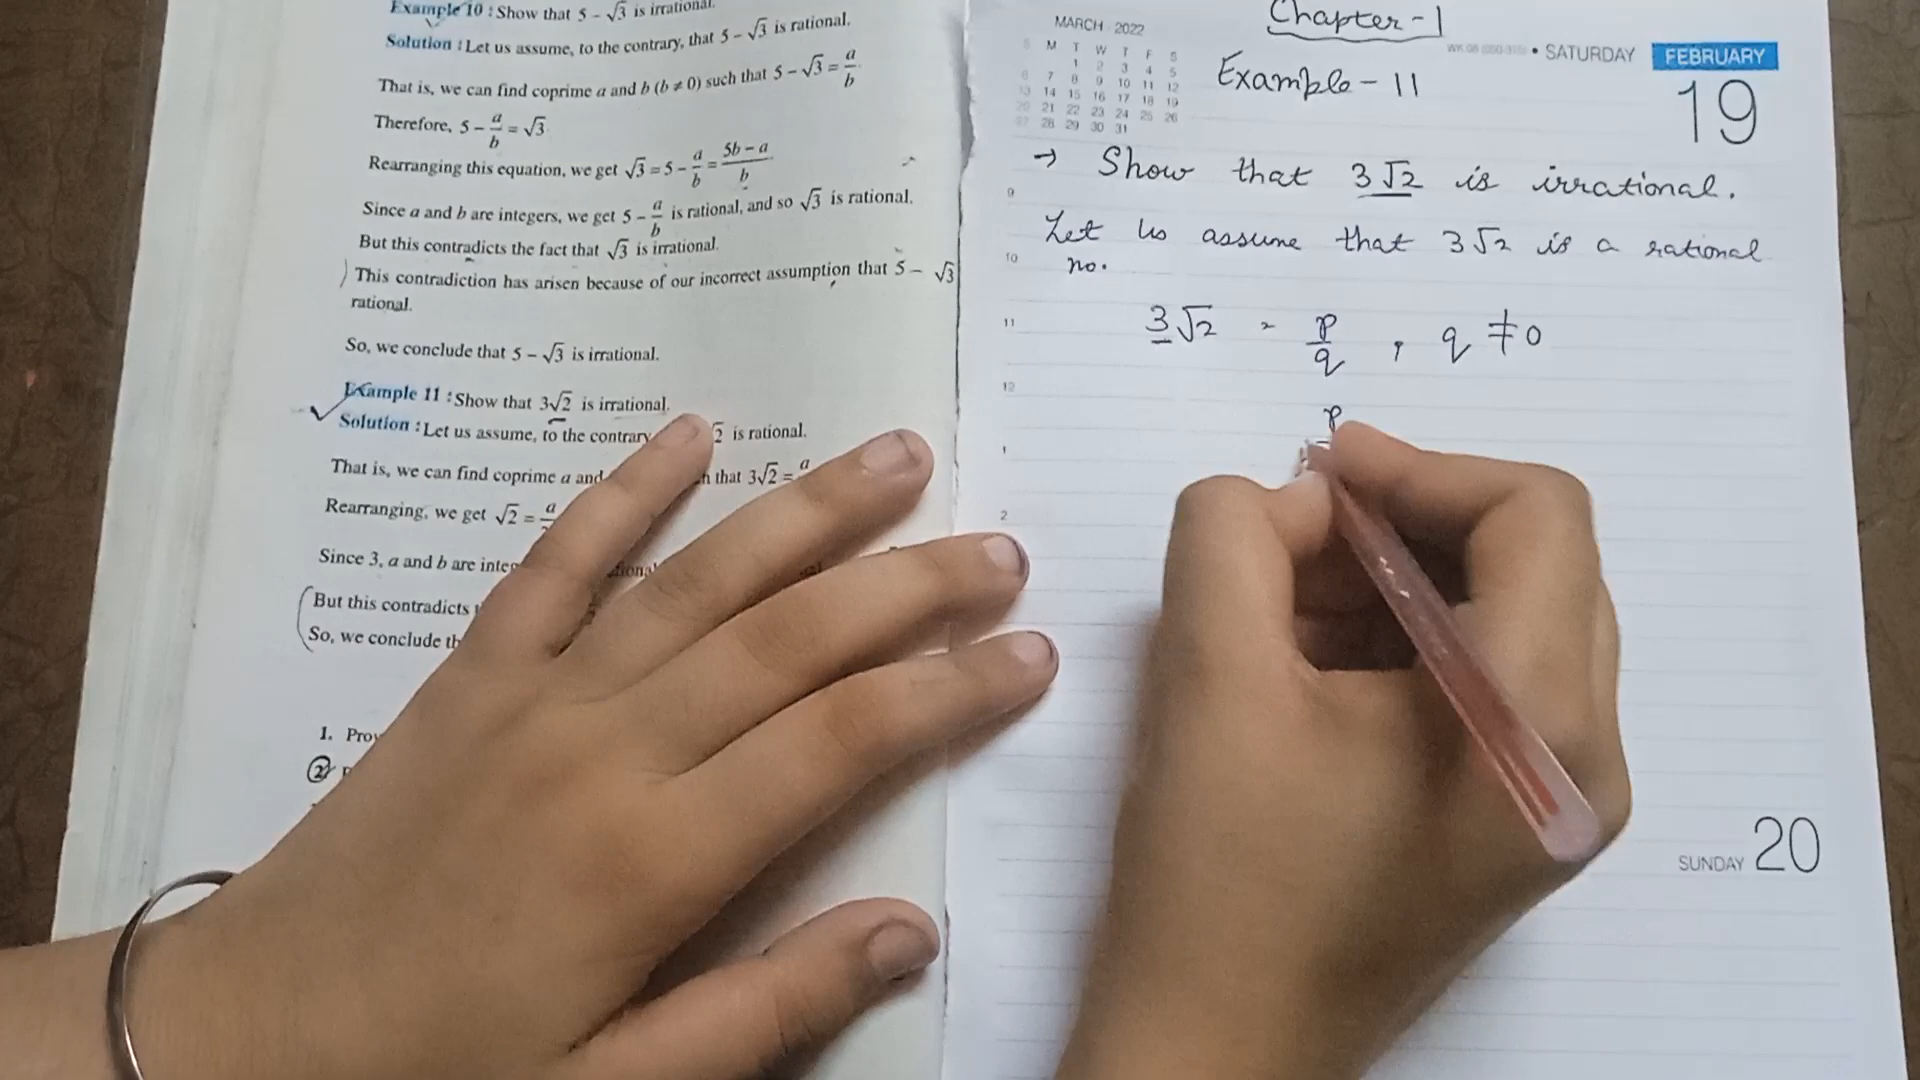 Example 10 : Show that 5 – √3 is irrational.
Solution : Let us assume, to the contrary, that 5 – √3 is rational.
That is, we can find coprime a and b (b ≠ 0) such that 5 – √3 = a/b.
Therefore, 5 – a/b = √3
Rearranging this equation, we get √3 = 5 – a/b = (5b – a)/b
Since a and b are integers, we get 5 – a/b is rational, and so √3 is rational.
But this contradicts the fact that √3 is irrational.
This contradiction has arisen because of our incorrect assumption that 5 – √3
rational.
So, we conclude that 5 – √3 is irrational.
Example 11 : Show that 3√2 is irrational.
Solution : Let us assume, to the contrary √2 is rational.
That is, we can find coprime a and that 3√2 = a
Rearranging, we get √2 = a
Since 3, a and b are
But this contradicts
So, we conclude
1.
2
MARCH 2022
S M T W T F S
1 2 3 4 5
6 7 8 9 10 11 12
13 14 15 16 17 18 19
20 21 22 23 24 25 26
27 28 29 30 31
Chapter - 1
• SATURDAY FEBRUARY
19
Example - 11
→ Show that 3√2 is irrational.
9
Let us assume that 3√2 is a rational
10
no.
11
3√2 = p/q , q ≠ 0
12
p
1
2
SUNDAY 20